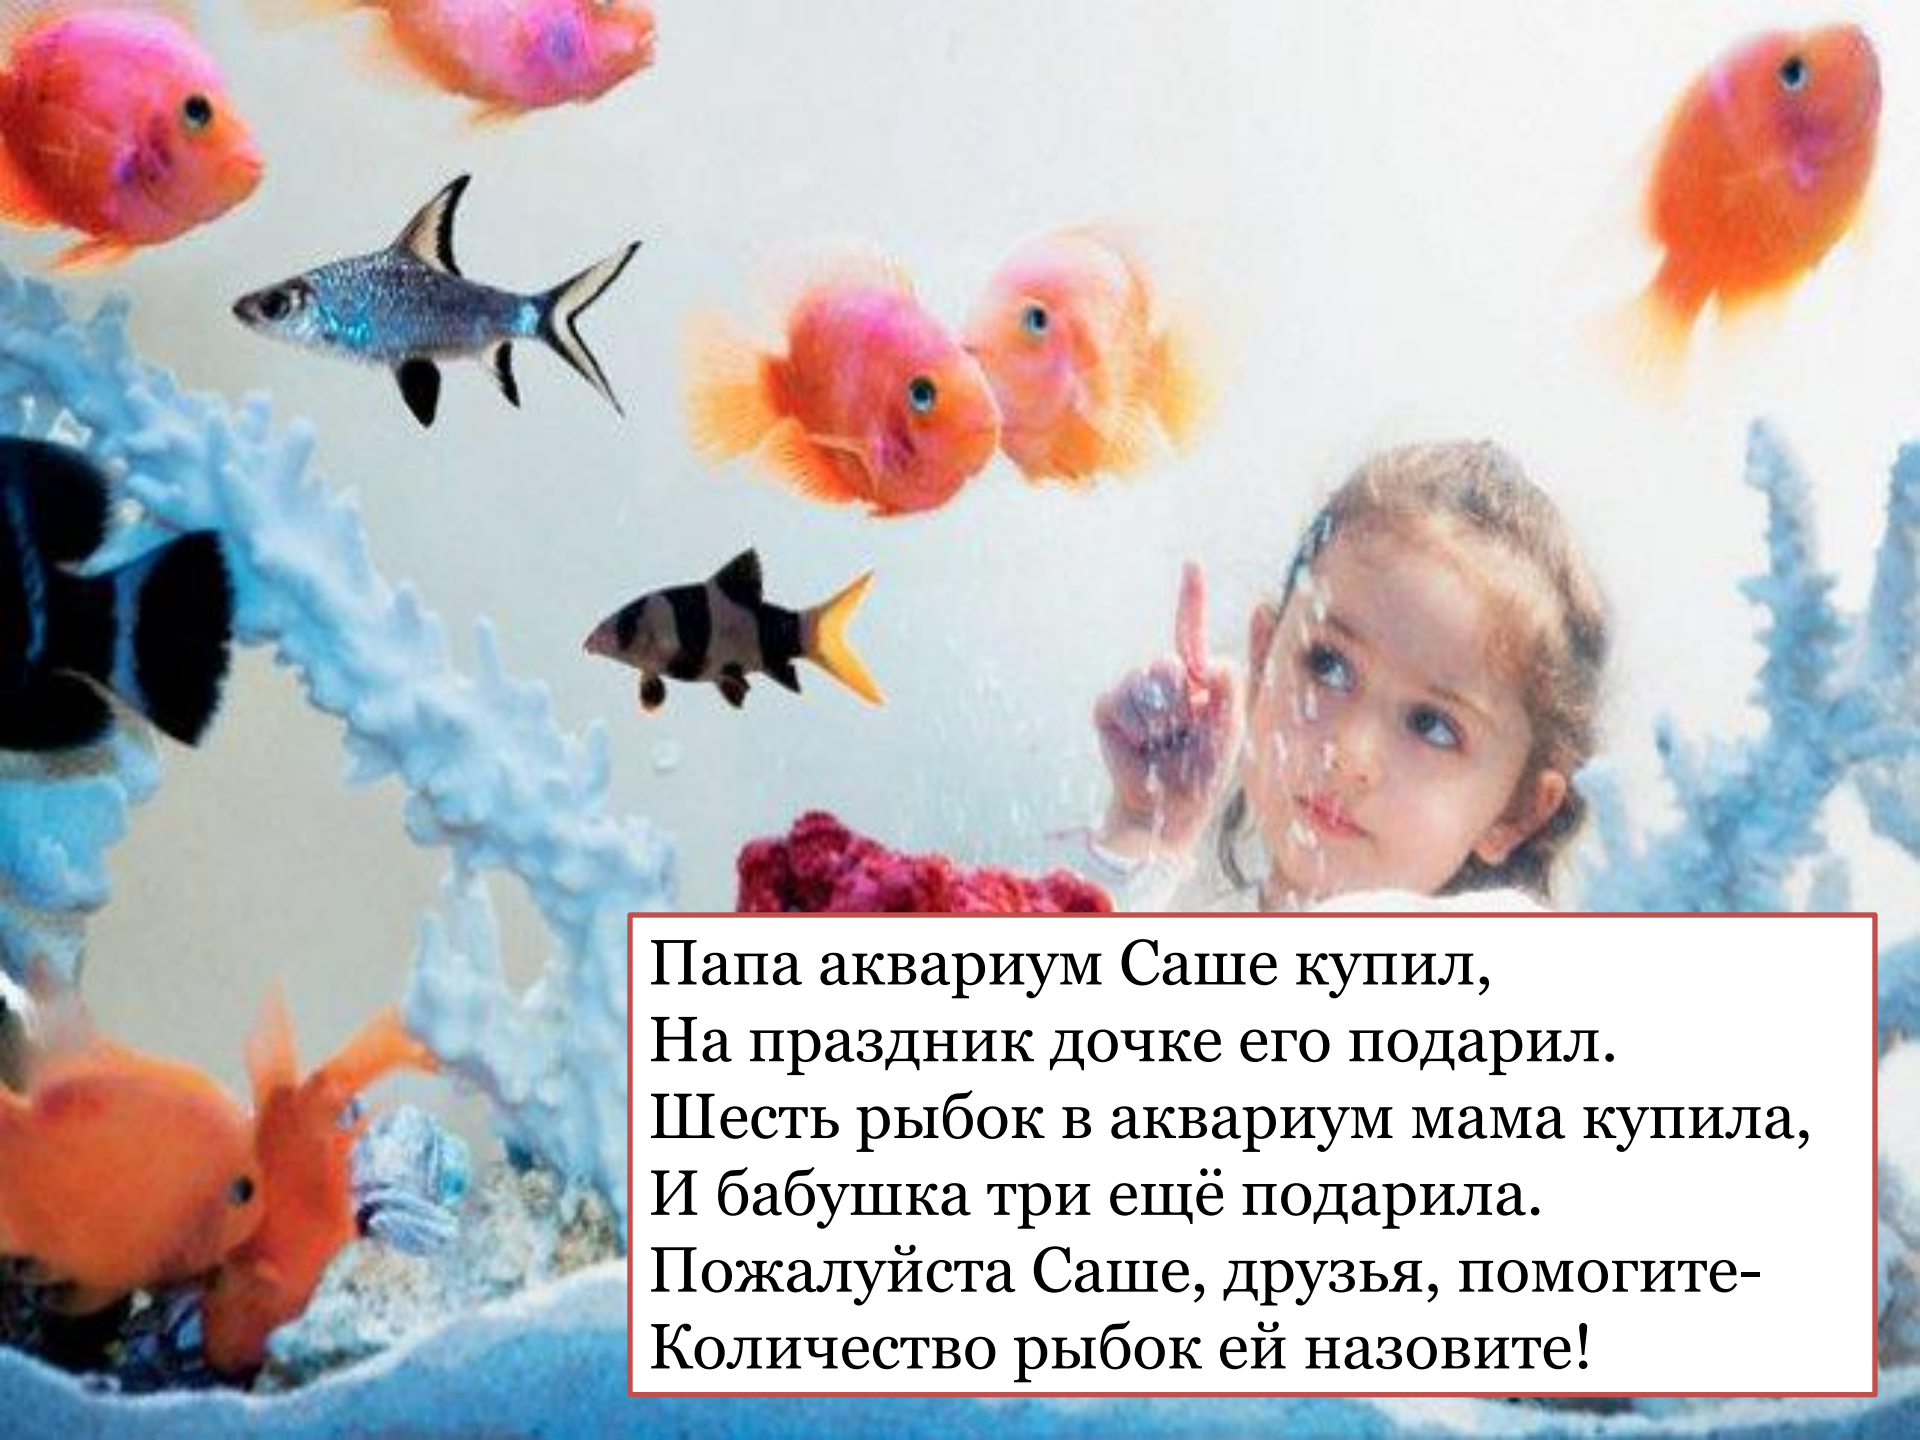 Папа аквариум Саше купил,
На праздник дочке его подарил.
Шесть рыбок в аквариум мама купила,
И бабушка три ещё подарила.
Пожалуйста Саше, друзья, помогите-
Количество рыбок ей назовите!